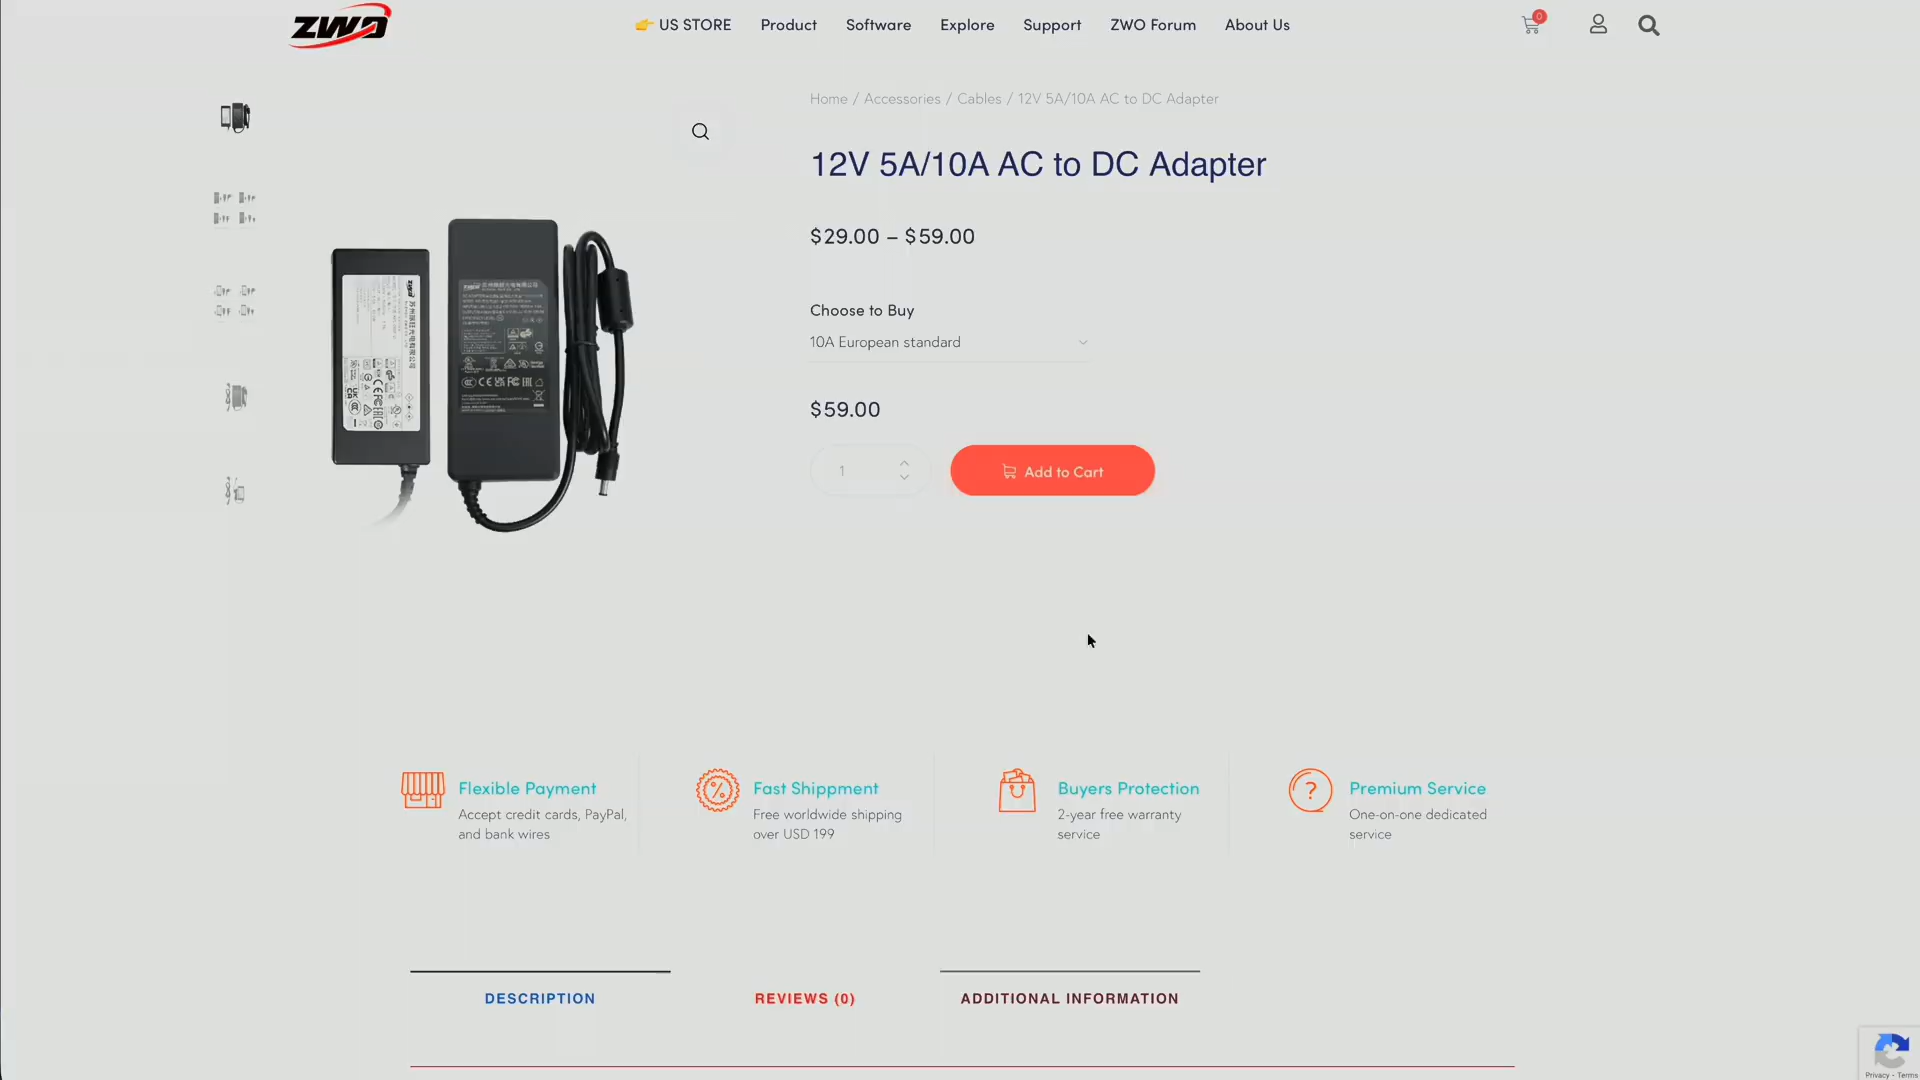 ZWO
👉 US STORE
Product
Software
Explore
Support
ZWO Forum
About Us
0
Home / Accessories / Cables / 12V 5A/10A AC to DC Adapter
12V 5A/10A AC to DC Adapter
$29.00 – $59.00
Choose to Buy
10A European standard
$59.00
1
Add to Cart
Flexible Payment
Accept credit cards, PayPal,
and bank wires
Fast Shippment
Free worldwide shipping
over USD 199
Buyers Protection
2-year free warranty
service
Premium Service
One-on-one dedicated
service
DESCRIPTION
REVIEWS (0)
ADDITIONAL INFORMATION
Privacy - Terms